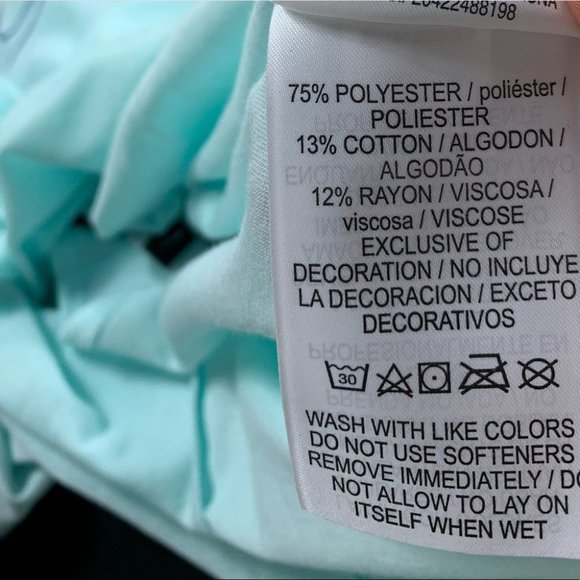 20422488198
75% POLYESTER / poliéster /
POLIESTER
13% COTTON / ALGODON /
ALGODÃO
12% RAYON / VISCOSA /
viscosa / VISCOSE
EXCLUSIVE OF
DECORATION / NO INCLUYE
LA DECORACION / EXCETO
DECORATIVOS
30
WASH WITH LIKE COLORS
DO NOT USE SOFTENERS
REMOVE IMMEDIATELY / DO
NOT ALLOW TO LAY ON
ITSELF WHEN WET